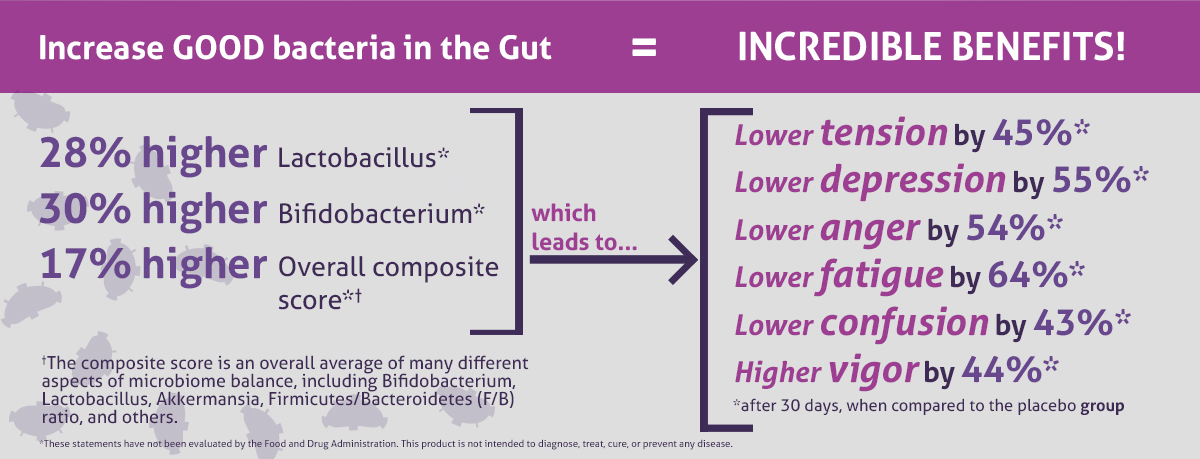 Increase GOOD bacteria in the Gut = INCREDIBLE BENEFITS!
28% higher Lactobacillus*
30% higher Bifidobacterium*
17% higher Overall composite
score*†
†The composite score is an overall average of many different
aspects of microbiome balance, including Bifidobacterium,
Lactobacillus, Akkermansia, Firmicutes/Bacteroidetes (F/B)
ratio, and others.
which
leads to...
Lower tension by 45%*
Lower depression by 55%*
Lower anger by 54%*
Lower fatigue by 64%*
Lower confusion by 43%*
Higher vigor by 44%*
*after 30 days, when compared to the placebo group
*These statements have not been evaluated by the Food and Drug Administration. This product is not intended to diagnose, treat, cure, or prevent any disease.